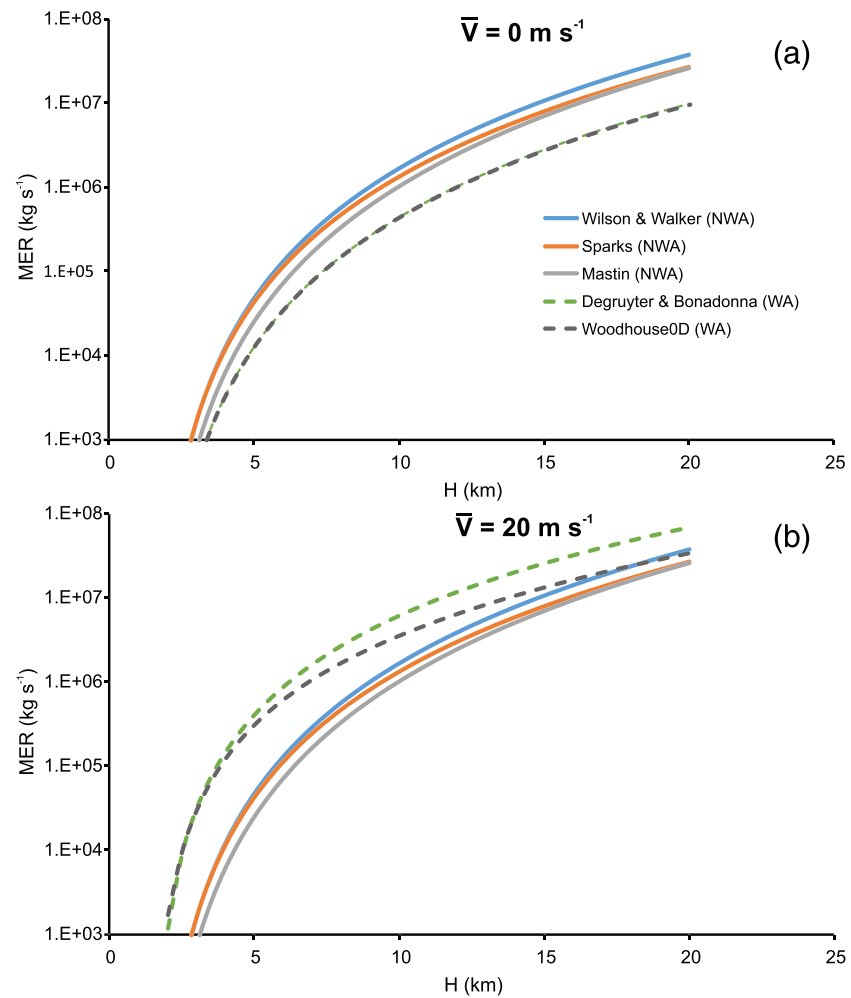 V̅ = 0 m s⁻¹
(a)
1.E+08
1.E+07
1.E+06
1.E+05
1.E+04
1.E+03
MER (kg s⁻¹)
Wilson & Walker (NWA)
Sparks (NWA)
Mastin (NWA)
Degruyter & Bonadonna (WA)
Woodhouse0D (WA)
0 5 10 15 20 25
H (km)
V̅ = 20 m s⁻¹
(b)
1.E+08
1.E+07
1.E+06
1.E+05
1.E+04
1.E+03
MER (kg s⁻¹)
0 5 10 15 20 25
H (km)